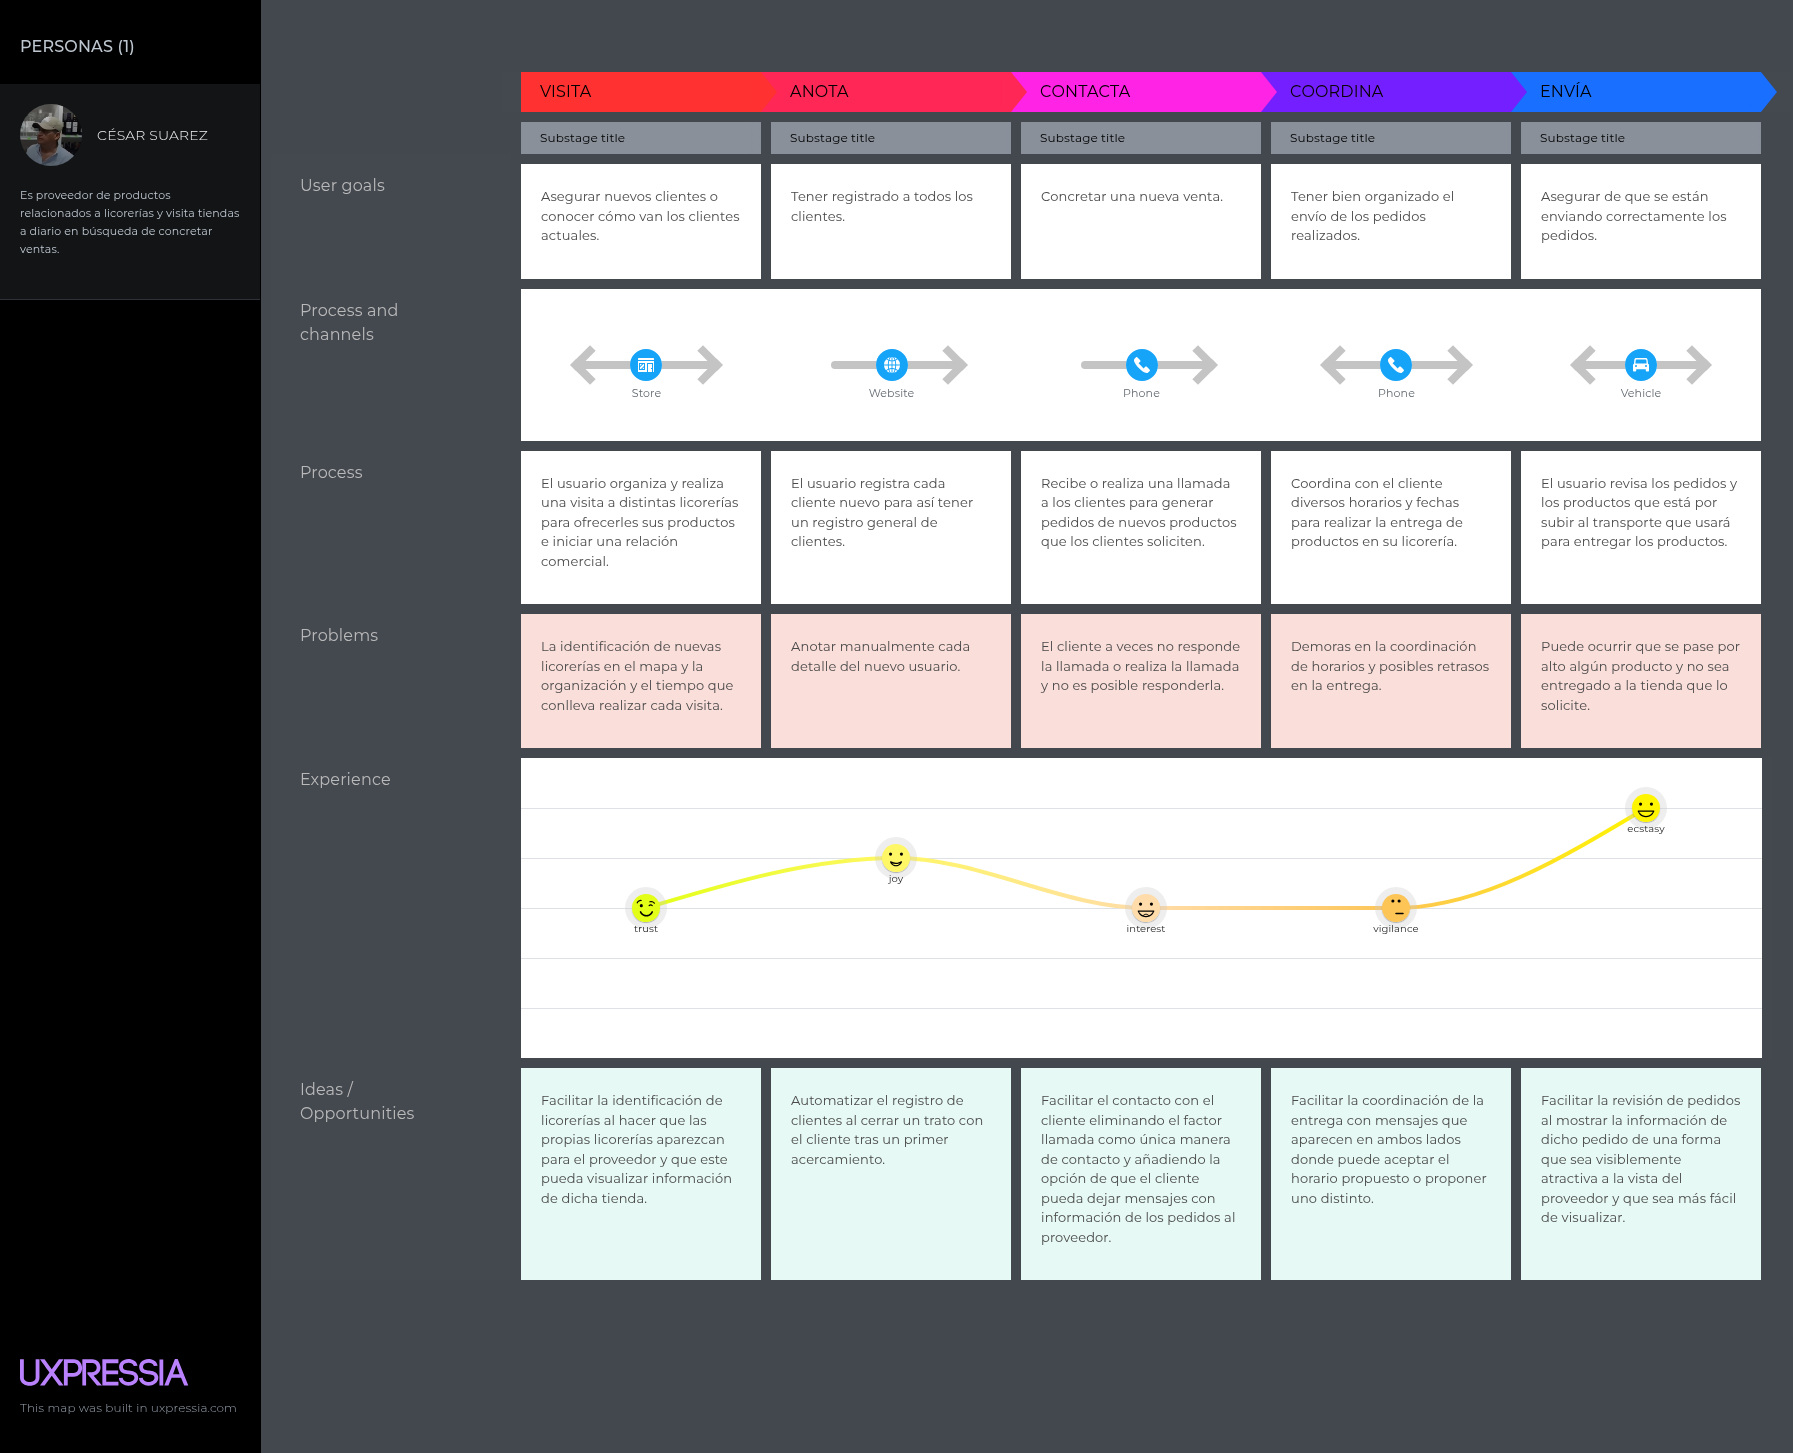 PERSONAS (1)
CÉSAR SUAREZ
Es proveedor de productos
relacionados a licorerías y visita tiendas
a diario en búsqueda de concretar
ventas.
VISITA
ANOTA
CONTACTA
COORDINA
ENVÍA
Substage title
Substage title
Substage title
Substage title
Substage title
User goals
Asegurar nuevos clientes o
conocer cómo van los clientes
actuales.
Tener registrado a todos los
clientes.
Concretar una nueva venta.
Tener bien organizado el
envío de los pedidos
realizados.
Asegurar de que se están
enviando correctamente los
pedidos.
Process and
channels
Store
Website
Phone
Phone
Vehicle
Process
El usuario organiza y realiza
una visita a distintas licorerías
para ofrecerles sus productos
e iniciar una relación
comercial.
El usuario registra cada
cliente nuevo para así tener
un registro general de
clientes.
Recibe o realiza una llamada
a los clientes para generar
pedidos de nuevos productos
que los clientes soliciten.
Coordina con el cliente
diversos horarios y fechas
para realizar la entrega de
productos en su licorería.
El usuario revisa los pedidos y
los productos que está por
subir al transporte que usará
para entregar los productos.
Problems
La identificación de nuevas
licorerías en el mapa y la
organización y el tiempo que
conlleva realizar cada visita.
Anotar manualmente cada
detalle del nuevo usuario.
El cliente a veces no responde
la llamada o realiza la llamada
y no es posible responderla.
Demoras en la coordinación
de horarios y posibles retrasos
en la entrega.
Puede ocurrir que se pase por
alto algún producto y no sea
entregado a la tienda que lo
solicite.
Experience
trust
joy
interest
vigilance
ecstasy
Ideas /
Opportunities
Facilitar la identificación de
licorerías al hacer que las
propias licorerías aparezcan
para el proveedor y que este
pueda visualizar información
de dicha tienda.
Automatizar el registro de
clientes al cerrar un trato con
el cliente tras un primer
acercamiento.
Facilitar el contacto con el
cliente eliminando el factor
llamada como única manera
de contacto y añadiendo la
opción de que el cliente
pueda dejar mensajes con
información de los pedidos al
proveedor.
Facilitar la coordinación de la
entrega con mensajes que
aparecen en ambos lados
donde puede aceptar el
horario propuesto o proponer
uno distinto.
Facilitar la revisión de pedidos
al mostrar la información de
dicho pedido de una forma
que sea visiblemente
atractiva a la vista del
proveedor y que sea más fácil
de visualizar.
UXPRESSIA
This map was built in uxpressia.com